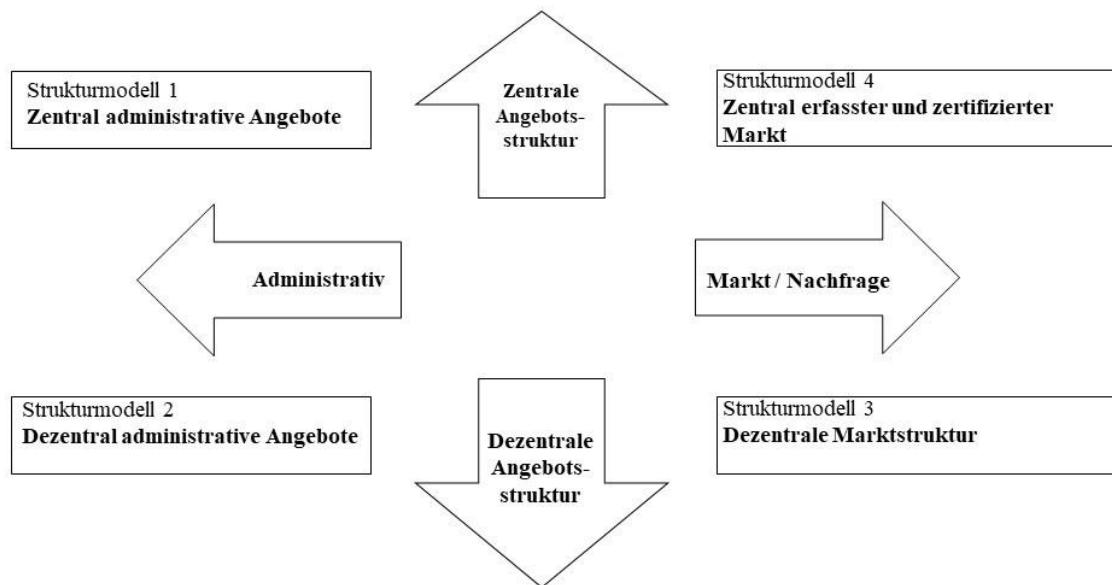 Strukturmodell 1
Zentral administrative Angebote
Zentrale
Angebots-
struktur
Strukturmodell 4
Zentral erfasster und zertifizierter
Markt
Administrativ
Markt / Nachfrage
Strukturmodell 2
Dezentral administrative Angebote
Dezentrale
Angebots-
struktur
Strukturmodell 3
Dezentrale Marktstruktur